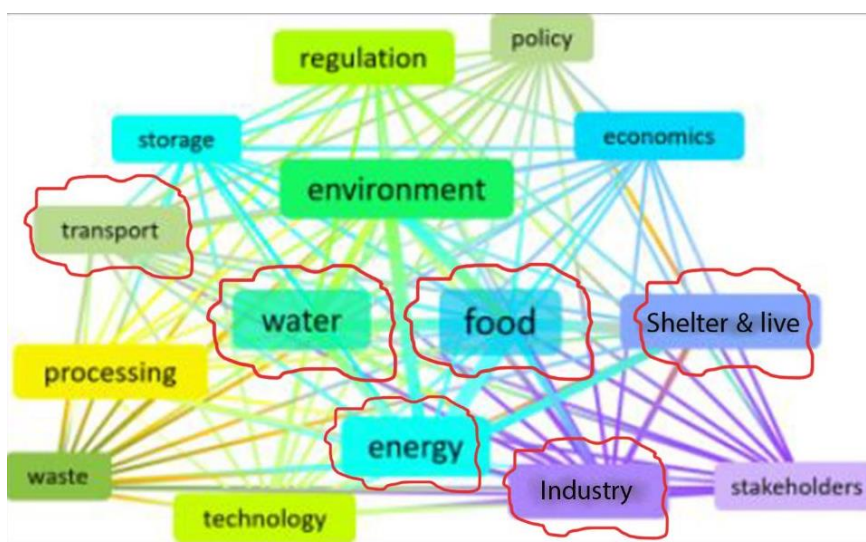 policy
regulation
storage
economics
environment
transport
water
food
Shelter & live
processing
energy
waste
Industry
stakeholders
technology